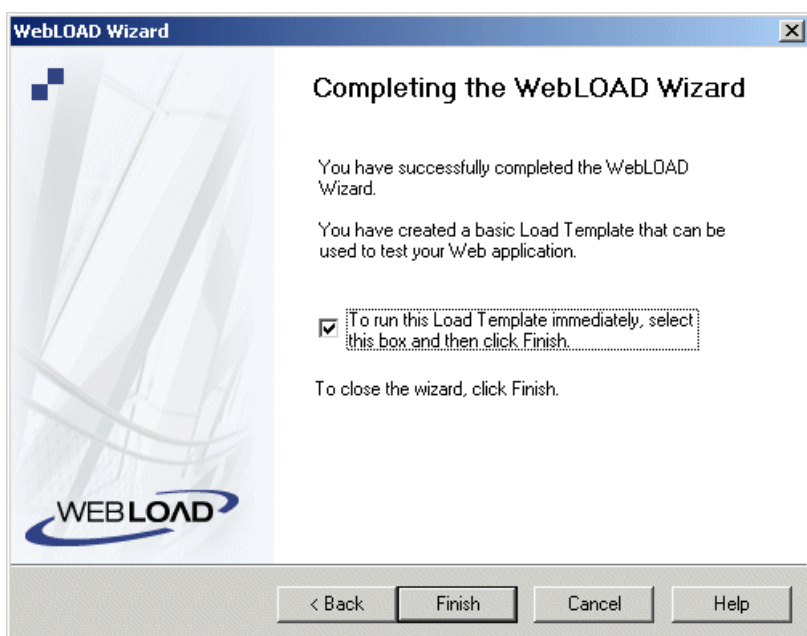 WebLOAD Wizard
Completing the WebLOAD Wizard
You have successfully completed the WebLOAD
Wizard.
You have created a basic Load Template that can be
used to test your Web application.
To run this Load Template immediately, select
this box and then click Finish.
To close the wizard, click Finish.
WEBLOAD
< Back Finish Cancel Help